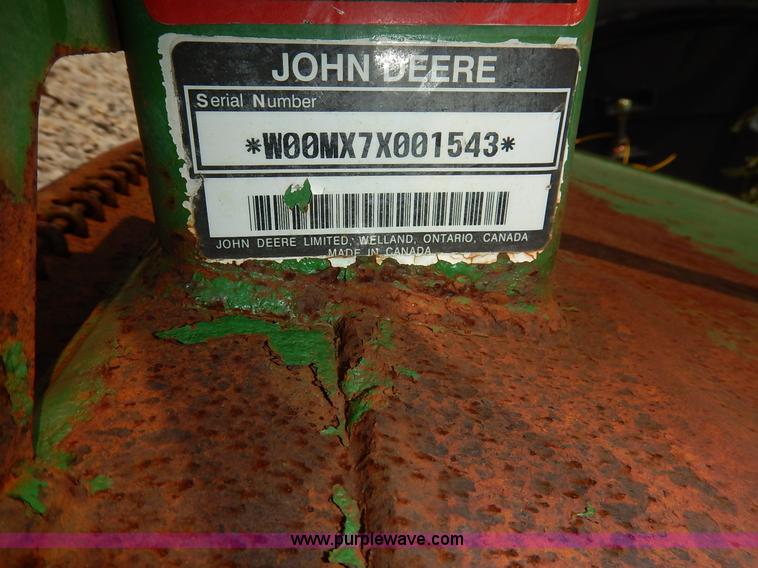 JOHN DEERE
Serial Number
*W00MX7X001543*
JOHN DEERE LIMITED, WELLAND, ONTARIO, CANADA
MADE IN CANADA
www.purplewave.com